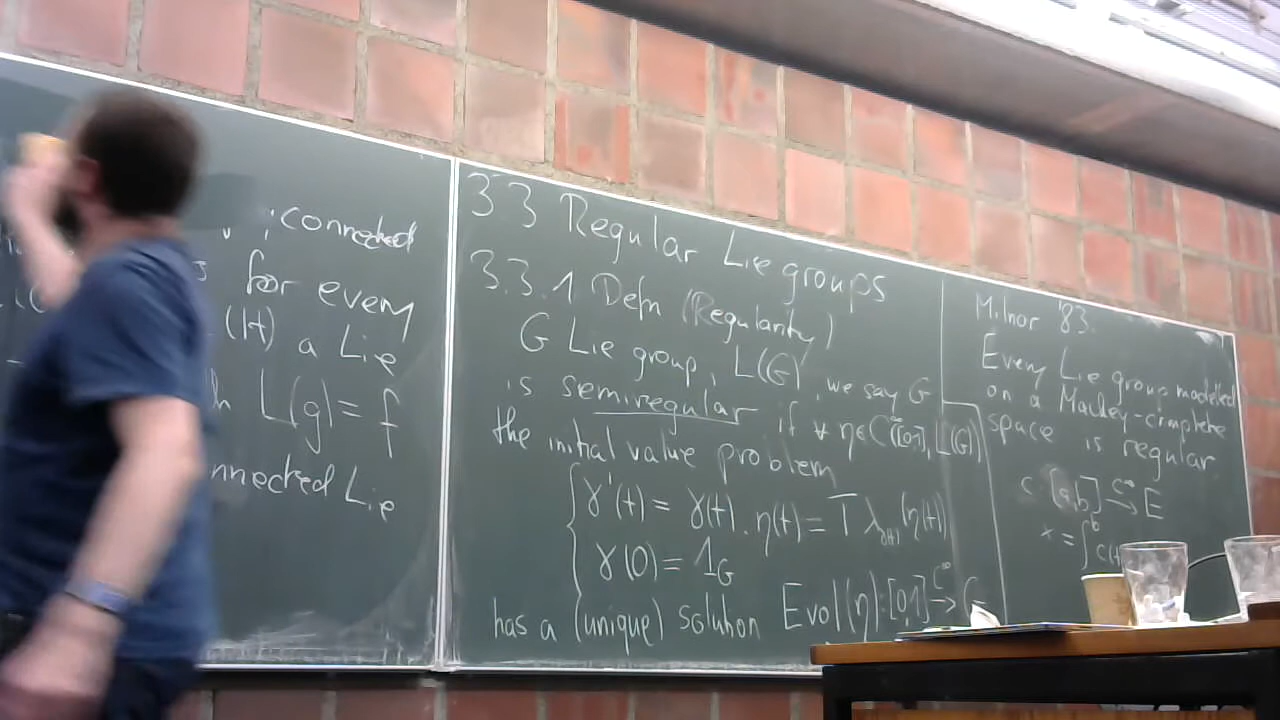 ; connected
for every
(H) a Lie
L(g) = f
nnected Lie
3.3 Regular Lie groups
3.3.1 Defn (Regularity)
G Lie group, L(G), we say G
is semiregular if ∀ η∈C^∞([0,1], L(G))
the initial value problem
{ γ'(t) = γ(t) . η(t) = T λ_γ(t) (η(t))
γ(0) = 1_G
has a (unique) solution Evol(η): [0,1] →^C^∞ G
Milnor '83.
Every Lie group modelled
on a Mackey-complete
space is regular
c [a,b] →^C^∞ E
x = ∫_a^b c(t